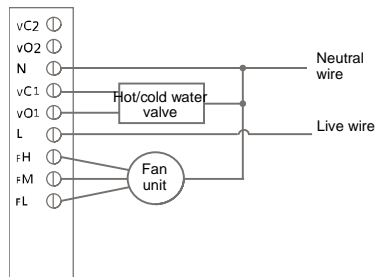 vC2
vO2
N
vC1
vO1
L
FH
FM
FL
Hot/cold water
valve
Fan
unit
Neutral
wire
Live wire